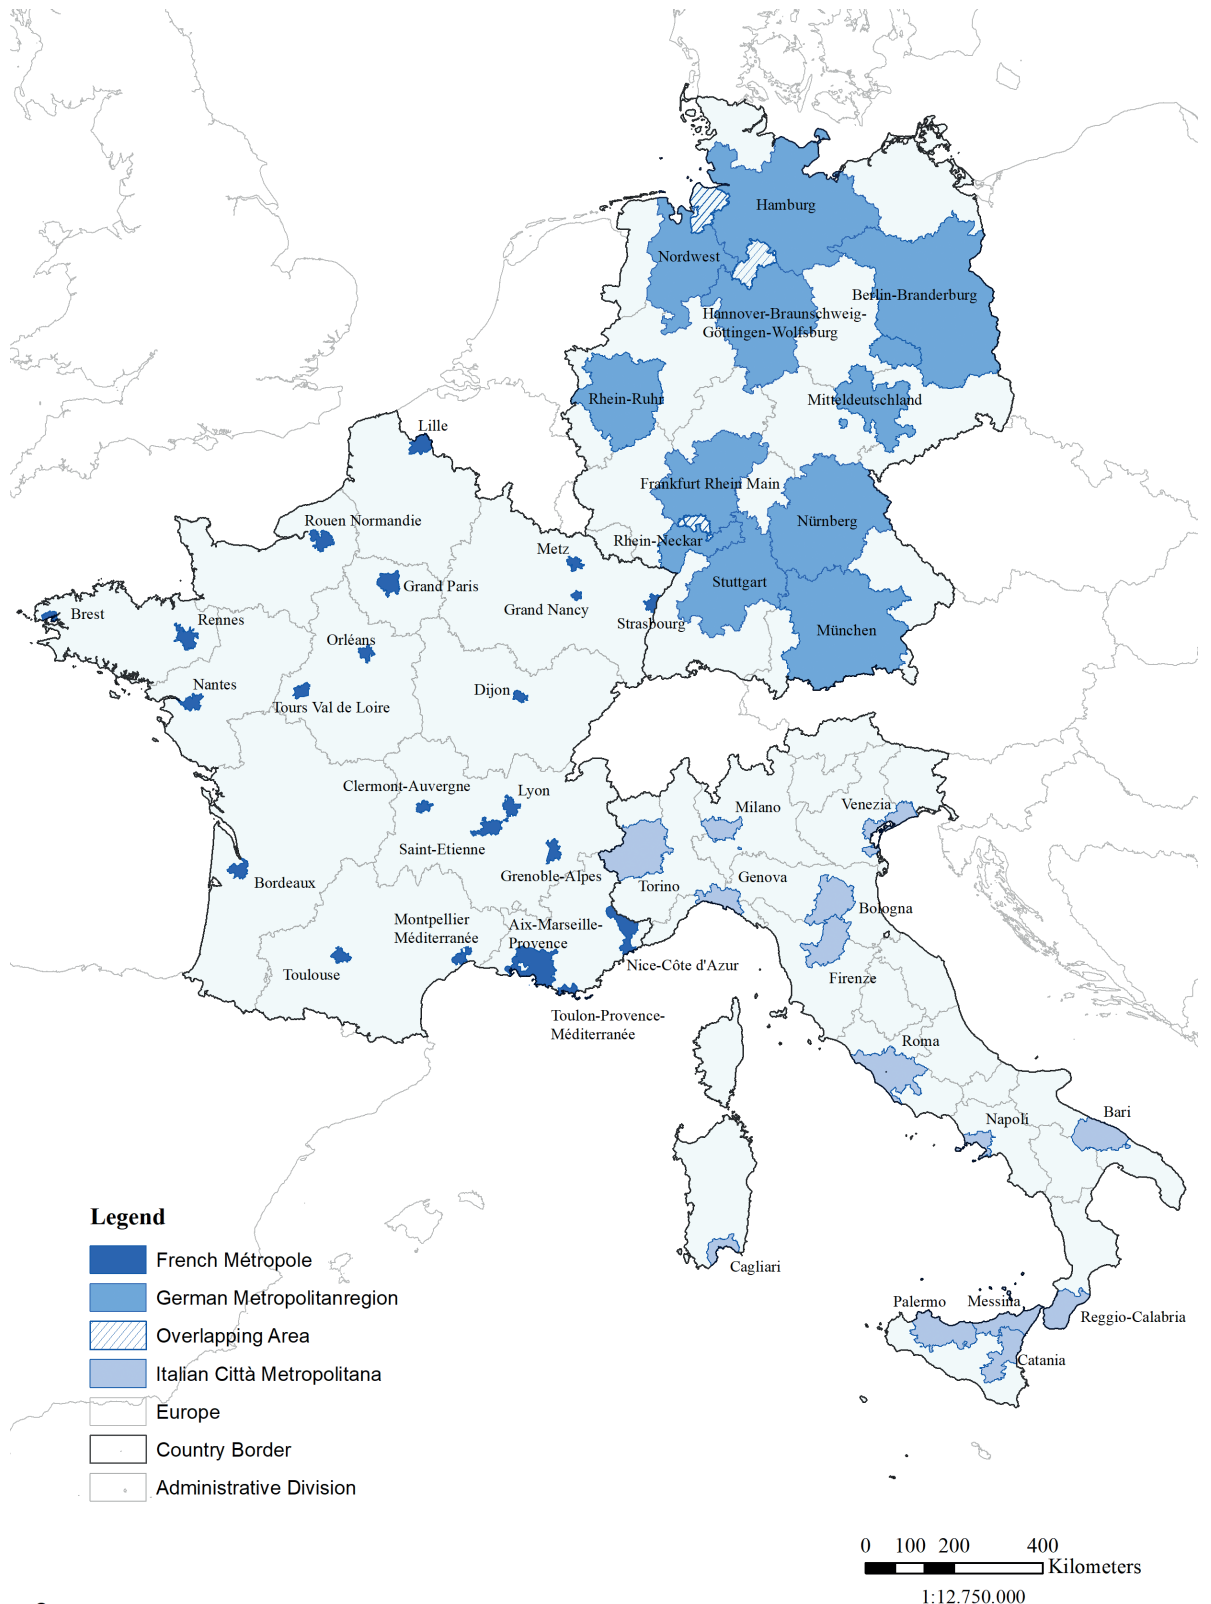 Hamburg
Nordwest
Berlin-Branderburg
Hannover-Braunschweig-
Göttingen-Wolfsburg
Rhein-Ruhr
Mitteldeutschland
Lille
Frankfurt Rhein Main
Rouen Normandie
Nürnberg
Rhein-Neckar
Metz
Stuttgart
Grand Paris
Grand Nancy
Brest
Rennes
Strasbourg
München
Orléans
Nantes
Dijon
Tours Val de Loire
Clermont-Auvergne
Lyon
Milano
Venezia
Saint-Etienne
Grenoble-Alpes
Torino
Genova
Bordeaux
Bologna
Montpellier
Méditerranée
Aix-Marseille-
Provence
Nice-Côte d'Azur
Toulouse
Firenze
Toulon-Provence-
Méditerranée
Roma
Napoli
Bari
Cagliari
Palermo
Messina
Reggio-Calabria
Catania
Legend
French Métropole
German Metropolitanregion
Overlapping Area
Italian Città Metropolitana
Europe
Country Border
Administrative Division
0 100 200 400
Kilometers
1:12.750.000